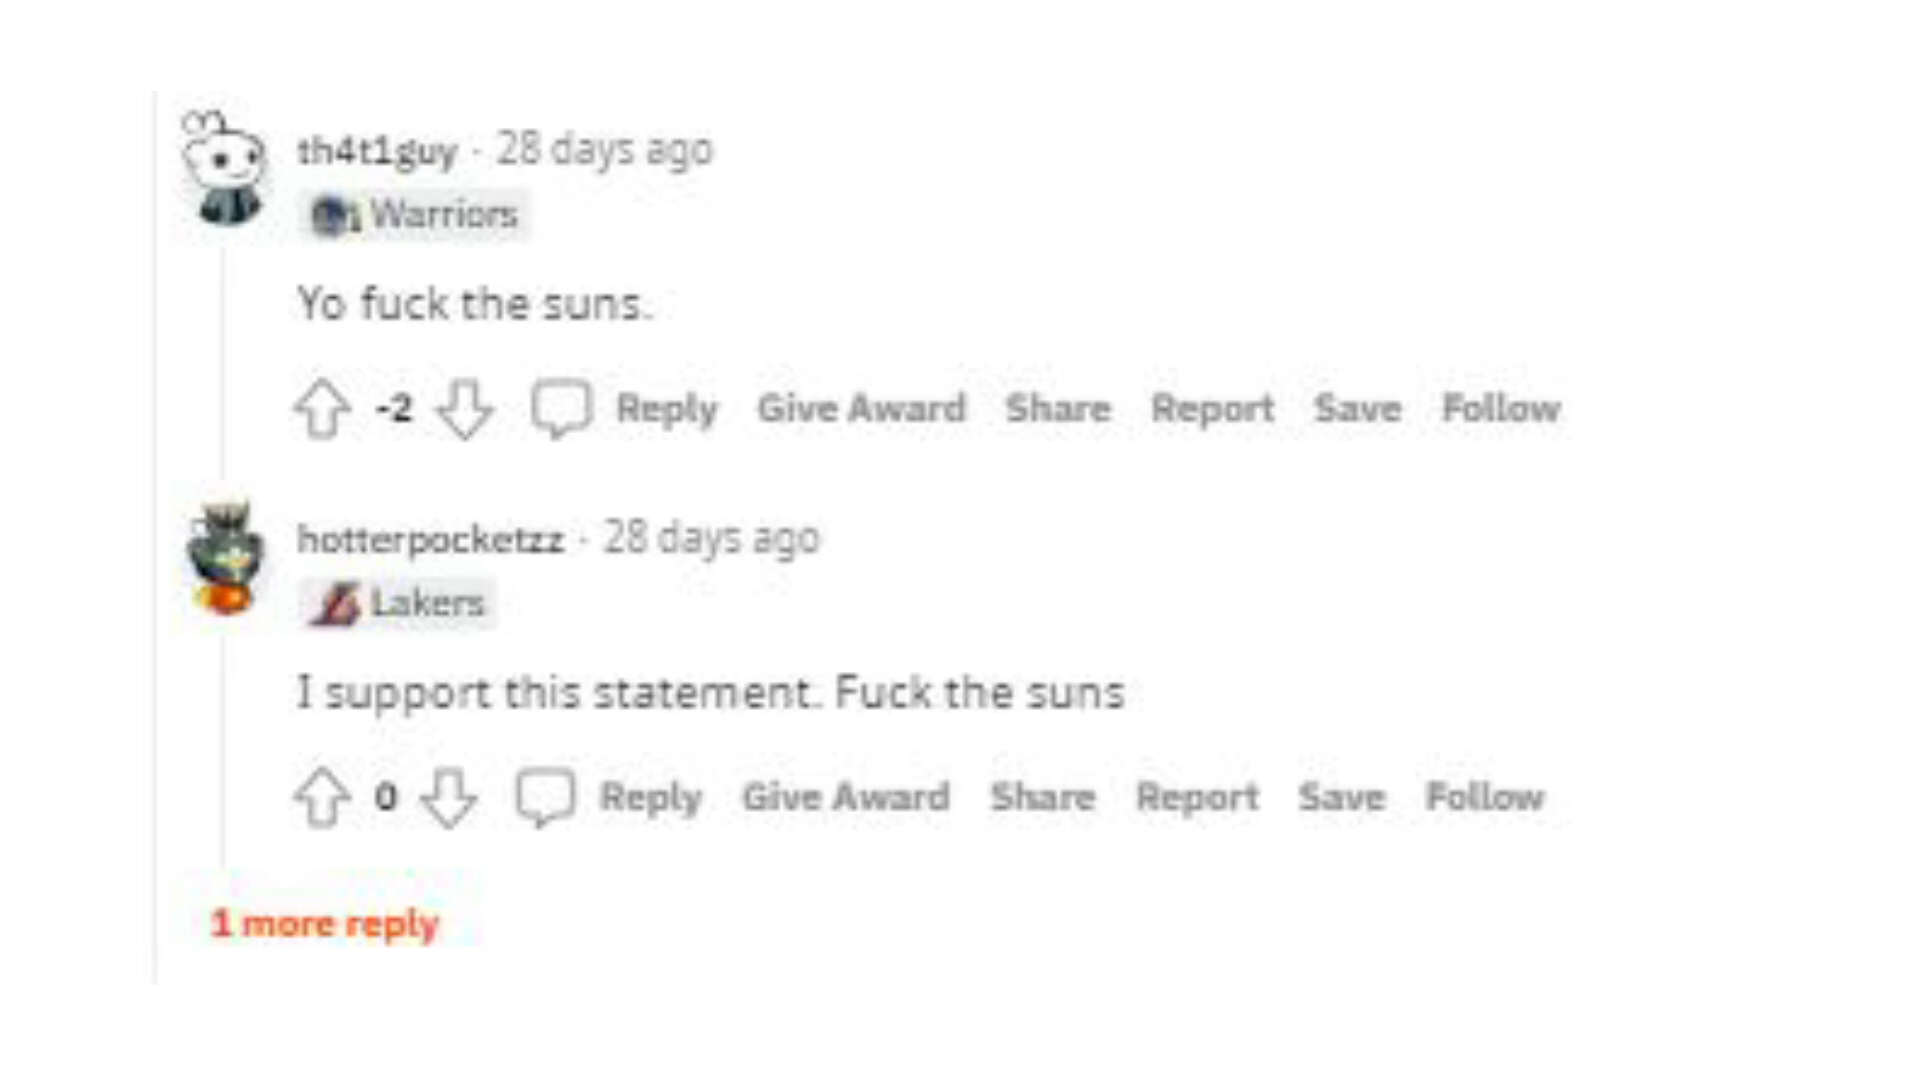 th4t1guy · 28 days ago
Warriors
Yo fuck the suns.
-2 Reply Give Award Share Report Save Follow
hotterpocketzz · 28 days ago
Lakers
I support this statement. Fuck the suns
0 Reply Give Award Share Report Save Follow
1 more reply